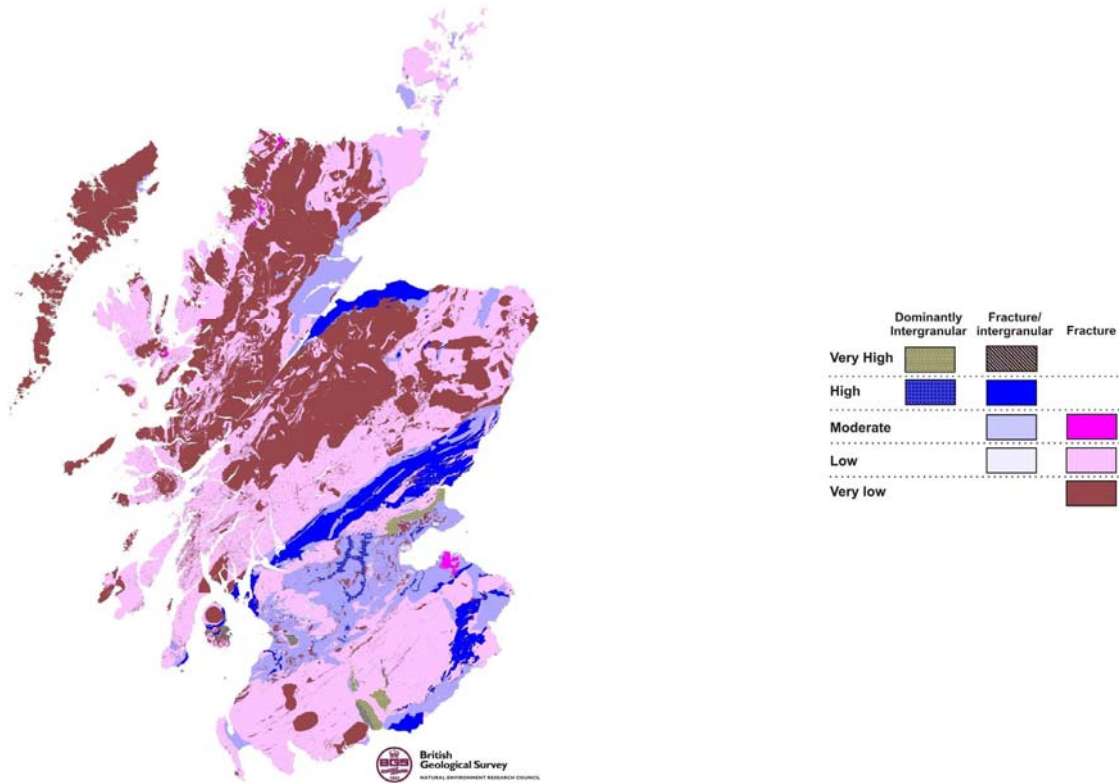 Dominantly Intergranular
Fracture/ intergranular
Fracture
Very High
High
Moderate
Low
Very low
BGS
British
Geological Survey
NATURAL ENVIRONMENT RESEARCH COUNCIL